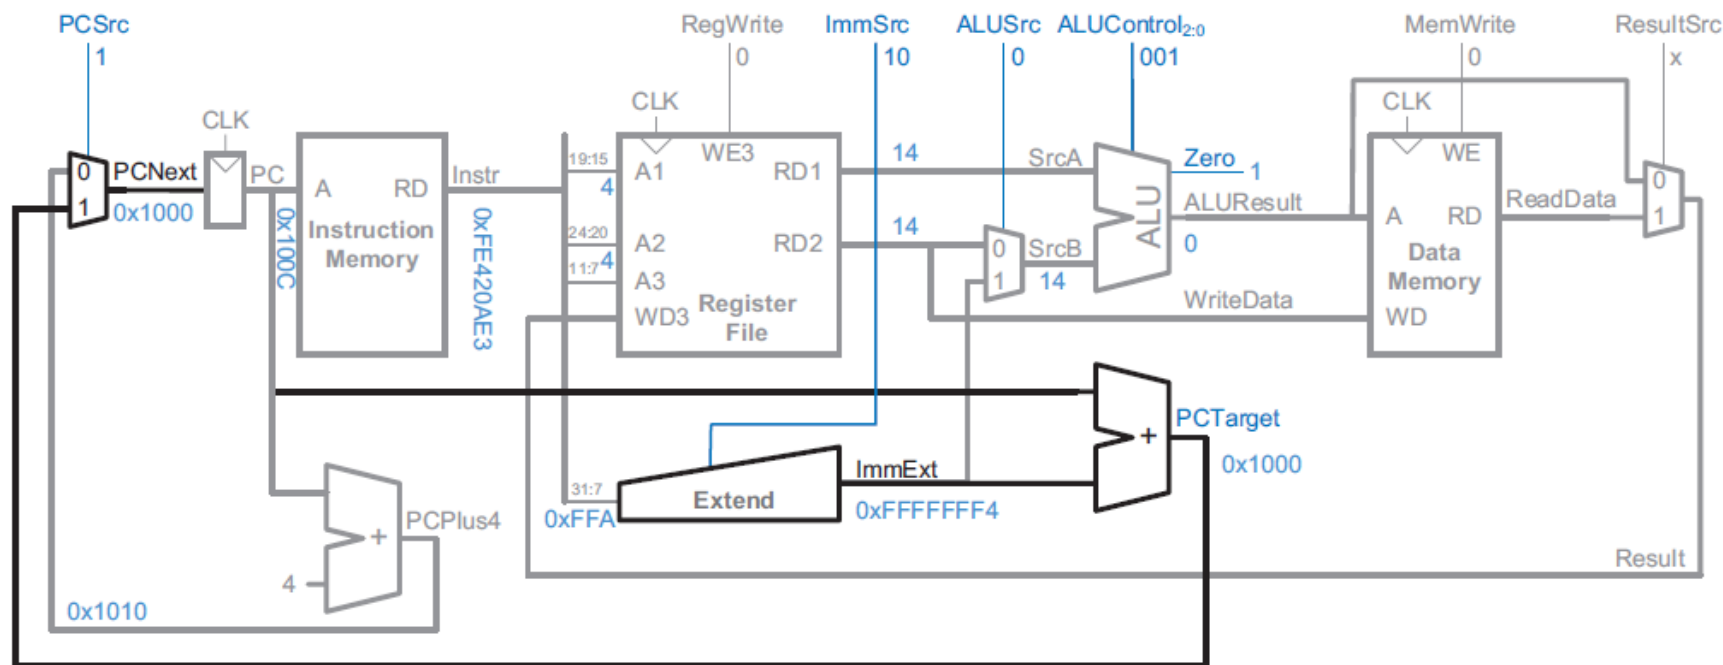 PCSrc
1
RegWrite
0
ImmSrc
10
ALUSrc
0
ALUControl2:0
001
MemWrite
0
ResultSrc
x
CLK
CLK
CLK
0
1
PCNext
0x1000
PC
0x100C
A
RD
Instruction
Memory
Instr
0xFE420AE3
19:15
4
24:20
4
11:7
31:7
A1
A2
A3
WD3
WE3
RD1
RD2
Register
File
14
14
SrcA
0
1
SrcB
14
ALU
Zero
1
ALUResult
0
WriteData
A
RD
WE
WD
Data
Memory
ReadData
0
1
PCTarget
0x1000
+
ImmExt
0xFFFFFFF4
Extend
0xFFA
PCPlus4
+
4
0x1010
Result